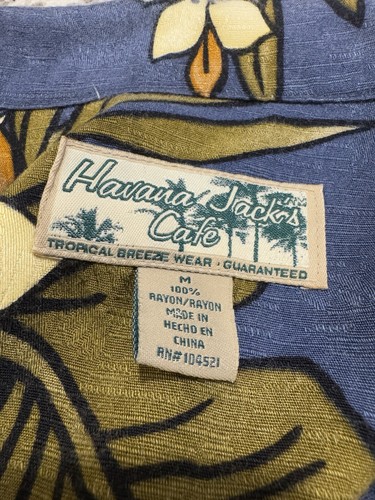 Havana Jack's
Café
TROPICAL BREEZE WEAR · GUARANTEED
M
100%
RAYON/RAYON
MADE IN
HECHO EN
CHINA
RN#104521